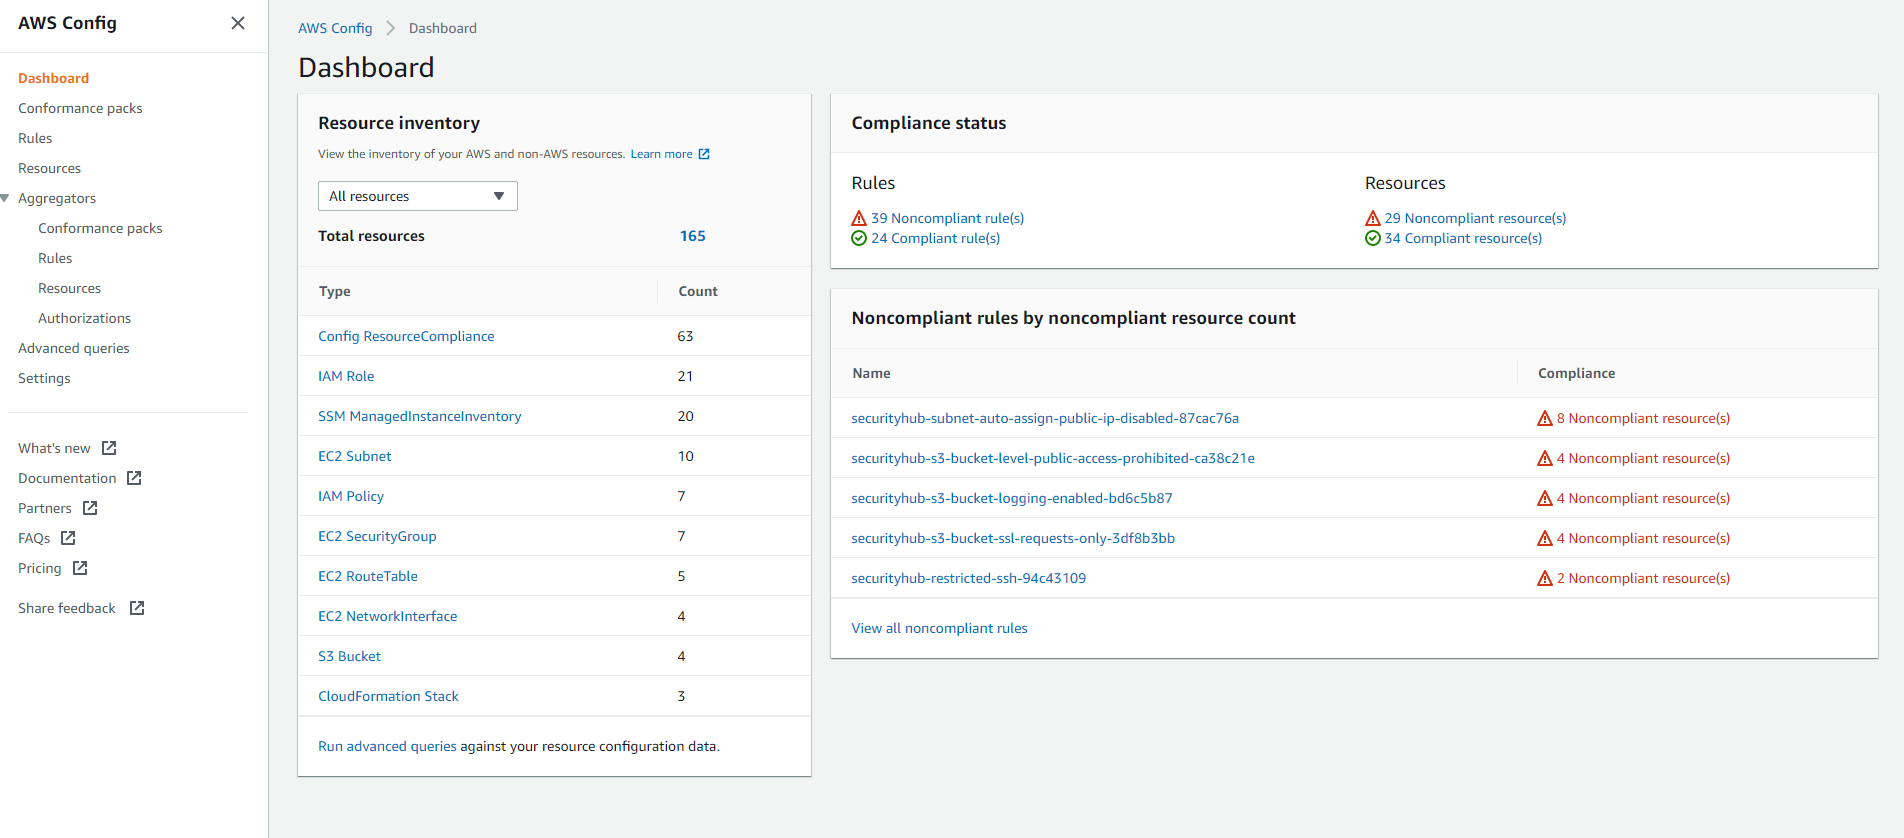 AWS Config
Dashboard
Conformance packs
Rules
Resources
Aggregators
Conformance packs
Rules
Resources
Authorizations
Advanced queries
Settings
What's new
Documentation
Partners
FAQs
Pricing
Share feedback
AWS Config Dashboard
Dashboard
Resource inventory
View the inventory of your AWS and non-AWS resources. Learn more
All resources
Total resources 165
Type Count
Config ResourceCompliance 63
IAM Role 21
SSM ManagedInstanceInventory 20
EC2 Subnet 10
IAM Policy 7
EC2 SecurityGroup 7
EC2 RouteTable 5
EC2 NetworkInterface 4
S3 Bucket 4
CloudFormation Stack 3
Run advanced queries against your resource configuration data.
Compliance status
Rules
39 Noncompliant rule(s)
24 Compliant rule(s)
Resources
29 Noncompliant resource(s)
34 Compliant resource(s)
Noncompliant rules by noncompliant resource count
Name Compliance
securityhub-subnet-auto-assign-public-ip-disabled-87cac76a 8 Noncompliant resource(s)
securityhub-s3-bucket-level-public-access-prohibited-ca38c21e 4 Noncompliant resource(s)
securityhub-s3-bucket-logging-enabled-bd6c5b87 4 Noncompliant resource(s)
securityhub-s3-bucket-ssl-requests-only-3df8b3bb 4 Noncompliant resource(s)
securityhub-restricted-ssh-94c43109 2 Noncompliant resource(s)
View all noncompliant rules